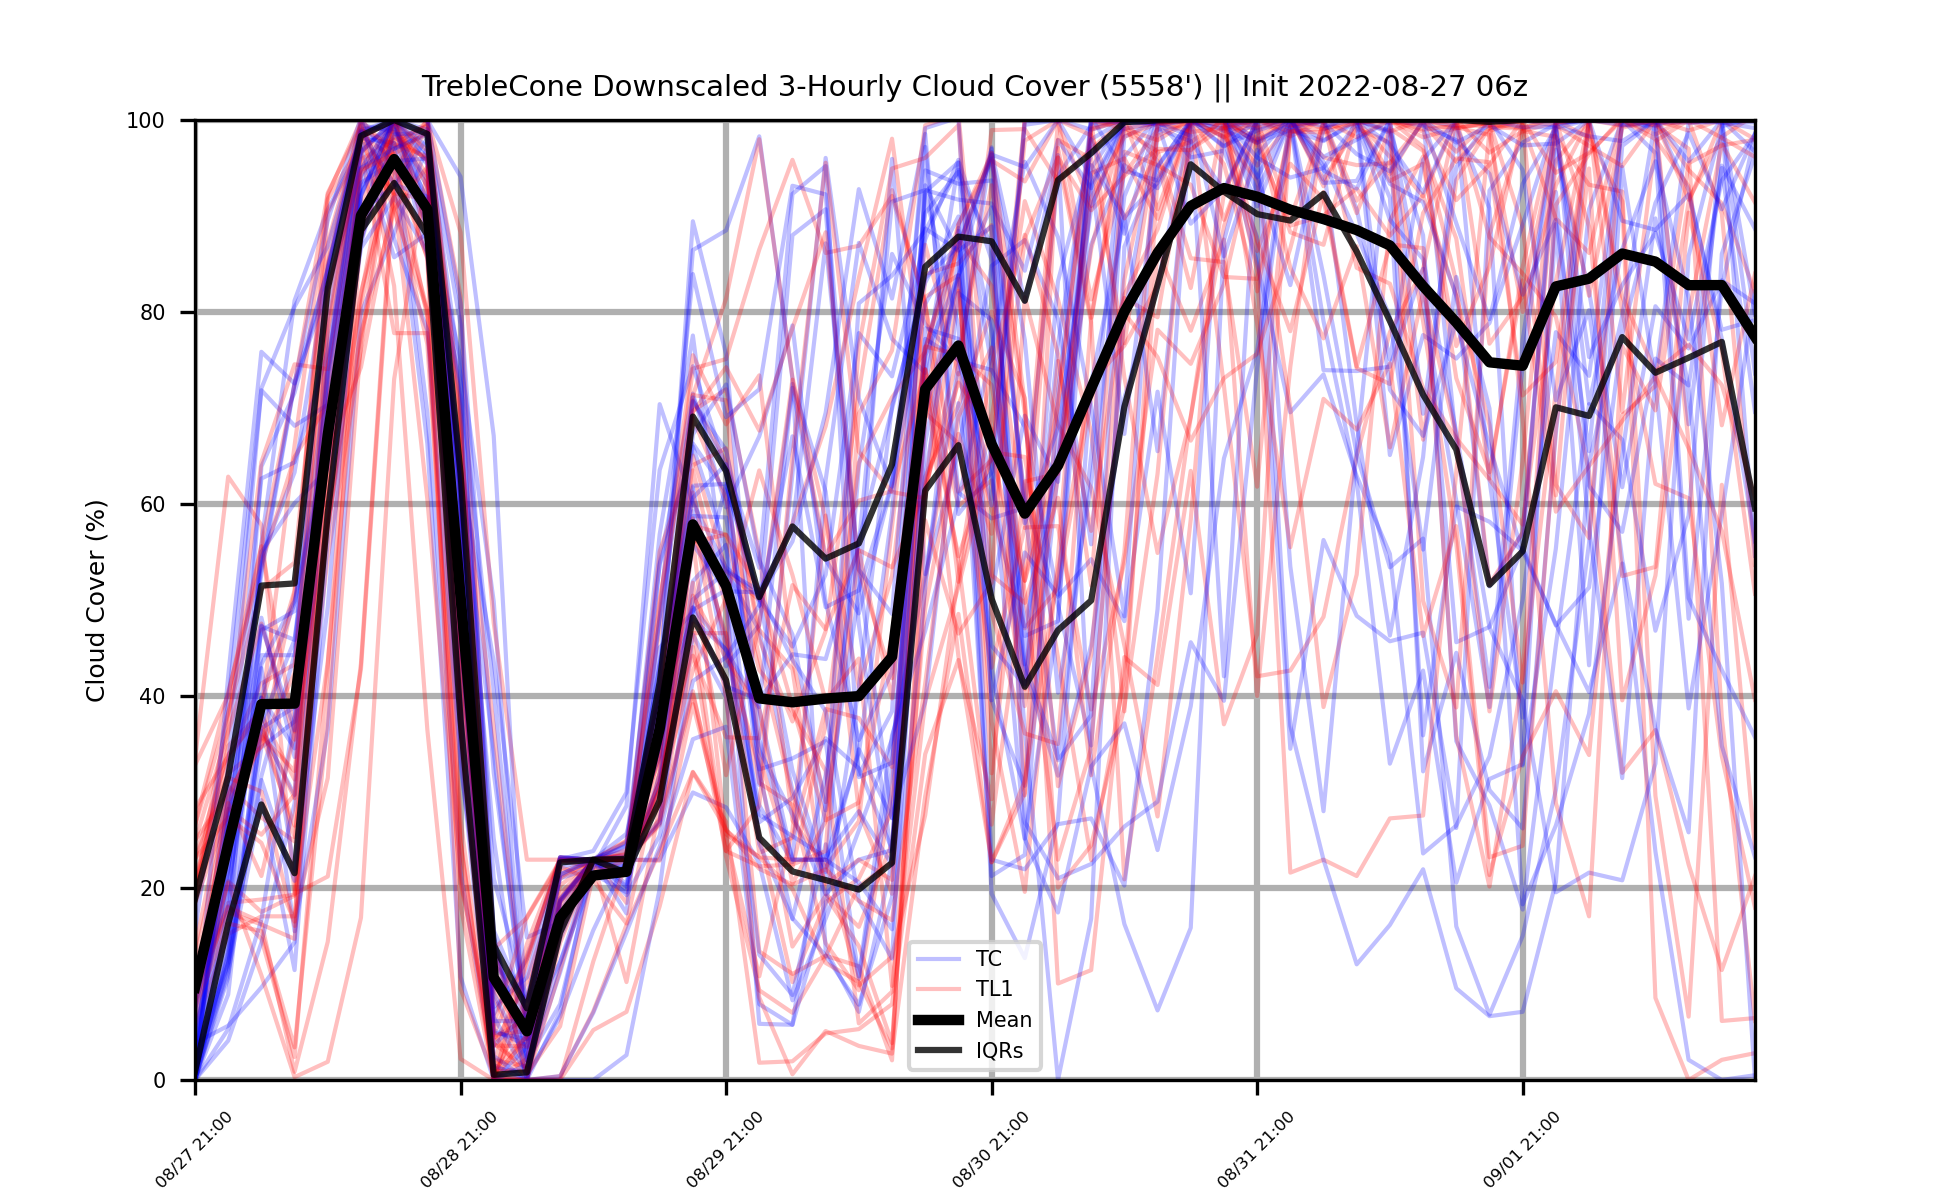 TrebleCone Downscaled 3-Hourly Cloud Cover (5558') || Init 2022-08-27 06z
100
80
60
40
20
0
Cloud Cover (%)
TC
TL1
Mean
IQRs
08/27 21:00
08/28 21:00
08/29 21:00
08/30 21:00
08/31 21:00
09/01 21:00